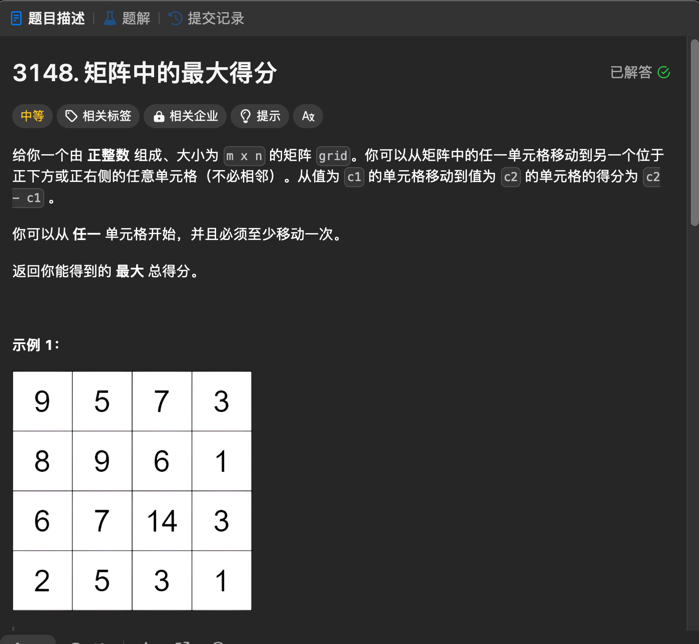 题目描述 | 题解 | 提交记录
3148. 矩阵中的最大得分 已解答
中等 相关标签 相关企业 提示
给你一个由 正整数 组成、大小为 m x n 的矩阵 grid。你可以从矩阵中的任一单元格移动到另一个位于
正下方或正右侧的任意单元格（不必相邻）。从值为 c1 的单元格移动到值为 c2 的单元格的得分为 c2
- c1 。
你可以从 任一 单元格开始，并且必须至少移动一次。
返回你能得到的 最大 总得分。
示例 1：
9 5 7 3
8 9 6 1
6 7 14 3
2 5 3 1